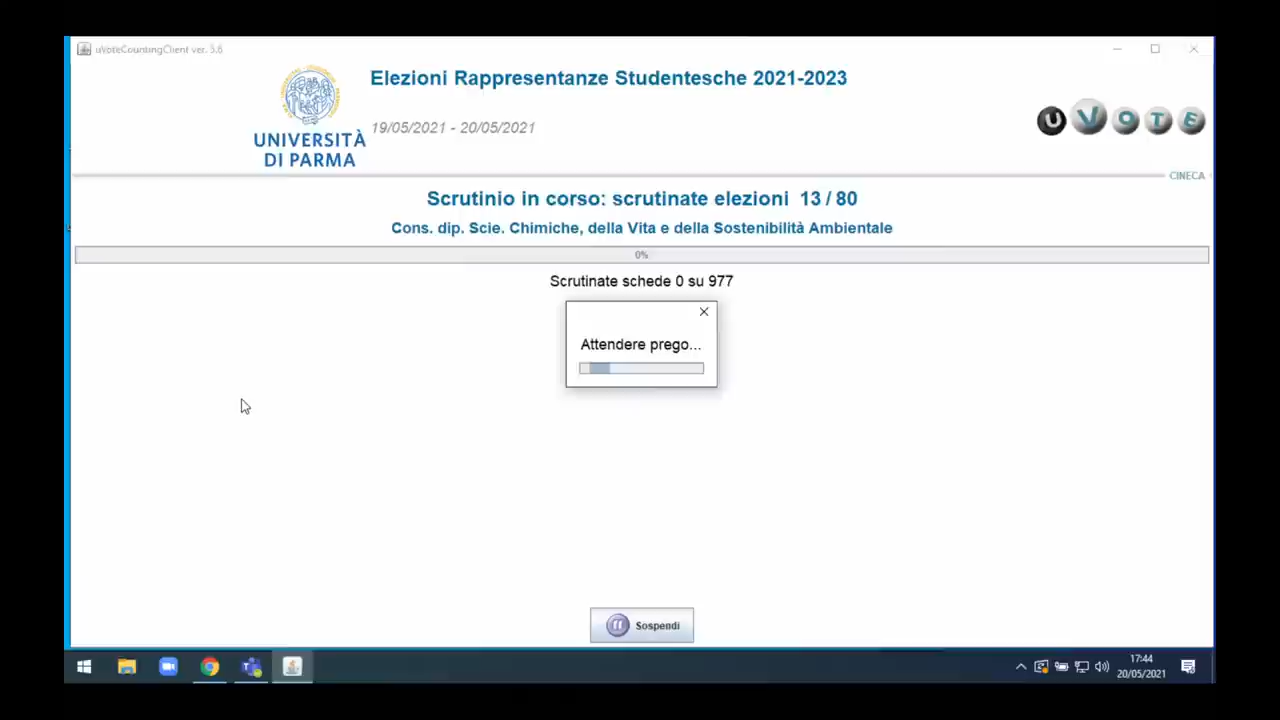 uVoteCountingClient ver. 3.6
Elezioni Rappresentanze Studentesche 2021-2023
19/05/2021 - 20/05/2021
UNIVERSITÀ
DI PARMA
U V O T E
CINECA
Scrutinio in corso: scrutinate elezioni 13 / 80
Cons. dip. Scie. Chimiche, della Vita e della Sostenibilità Ambientale
0%
Scrutinate schede 0 su 977
Attendere prego...
Sospendi
17:44
20/05/2021